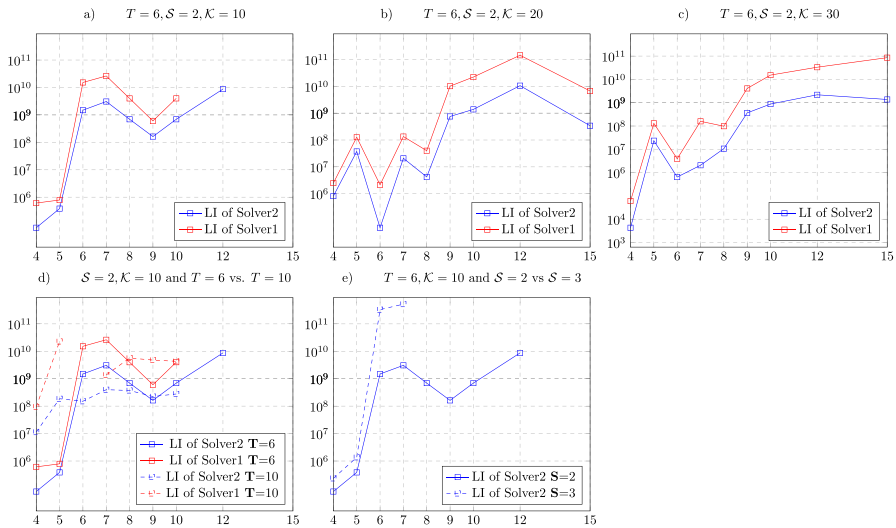 a) T = 6, S = 2, K = 10
10^11
10^10
10^9
10^8
10^7
10^6
LI of Solver2
LI of Solver1
4 5 6 7 8 9 10 12 15
b) T = 6, S = 2, K = 20
10^11
10^10
10^9
10^8
10^7
10^6
LI of Solver2
LI of Solver1
4 5 6 7 8 9 10 12 15
c) T = 6, S = 2, K = 30
10^11
10^10
10^9
10^8
10^7
10^6
10^4
10^3
LI of Solver2
LI of Solver1
4 5 6 7 8 9 10 12 15
d) S = 2, K = 10 and T = 6 vs. T = 10
10^11
10^10
10^9
10^8
10^7
10^6
LI of Solver2 T=6
LI of Solver1 T=6
LI of Solver2 T=10
LI of Solver1 T=10
4 5 6 7 8 9 10 12 15
e) T = 6, K = 10 and S = 2 vs S = 3
10^11
10^10
10^9
10^8
10^7
10^6
LI of Solver2 S=2
LI of Solver2 S=3
4 5 6 7 8 9 10 12 15